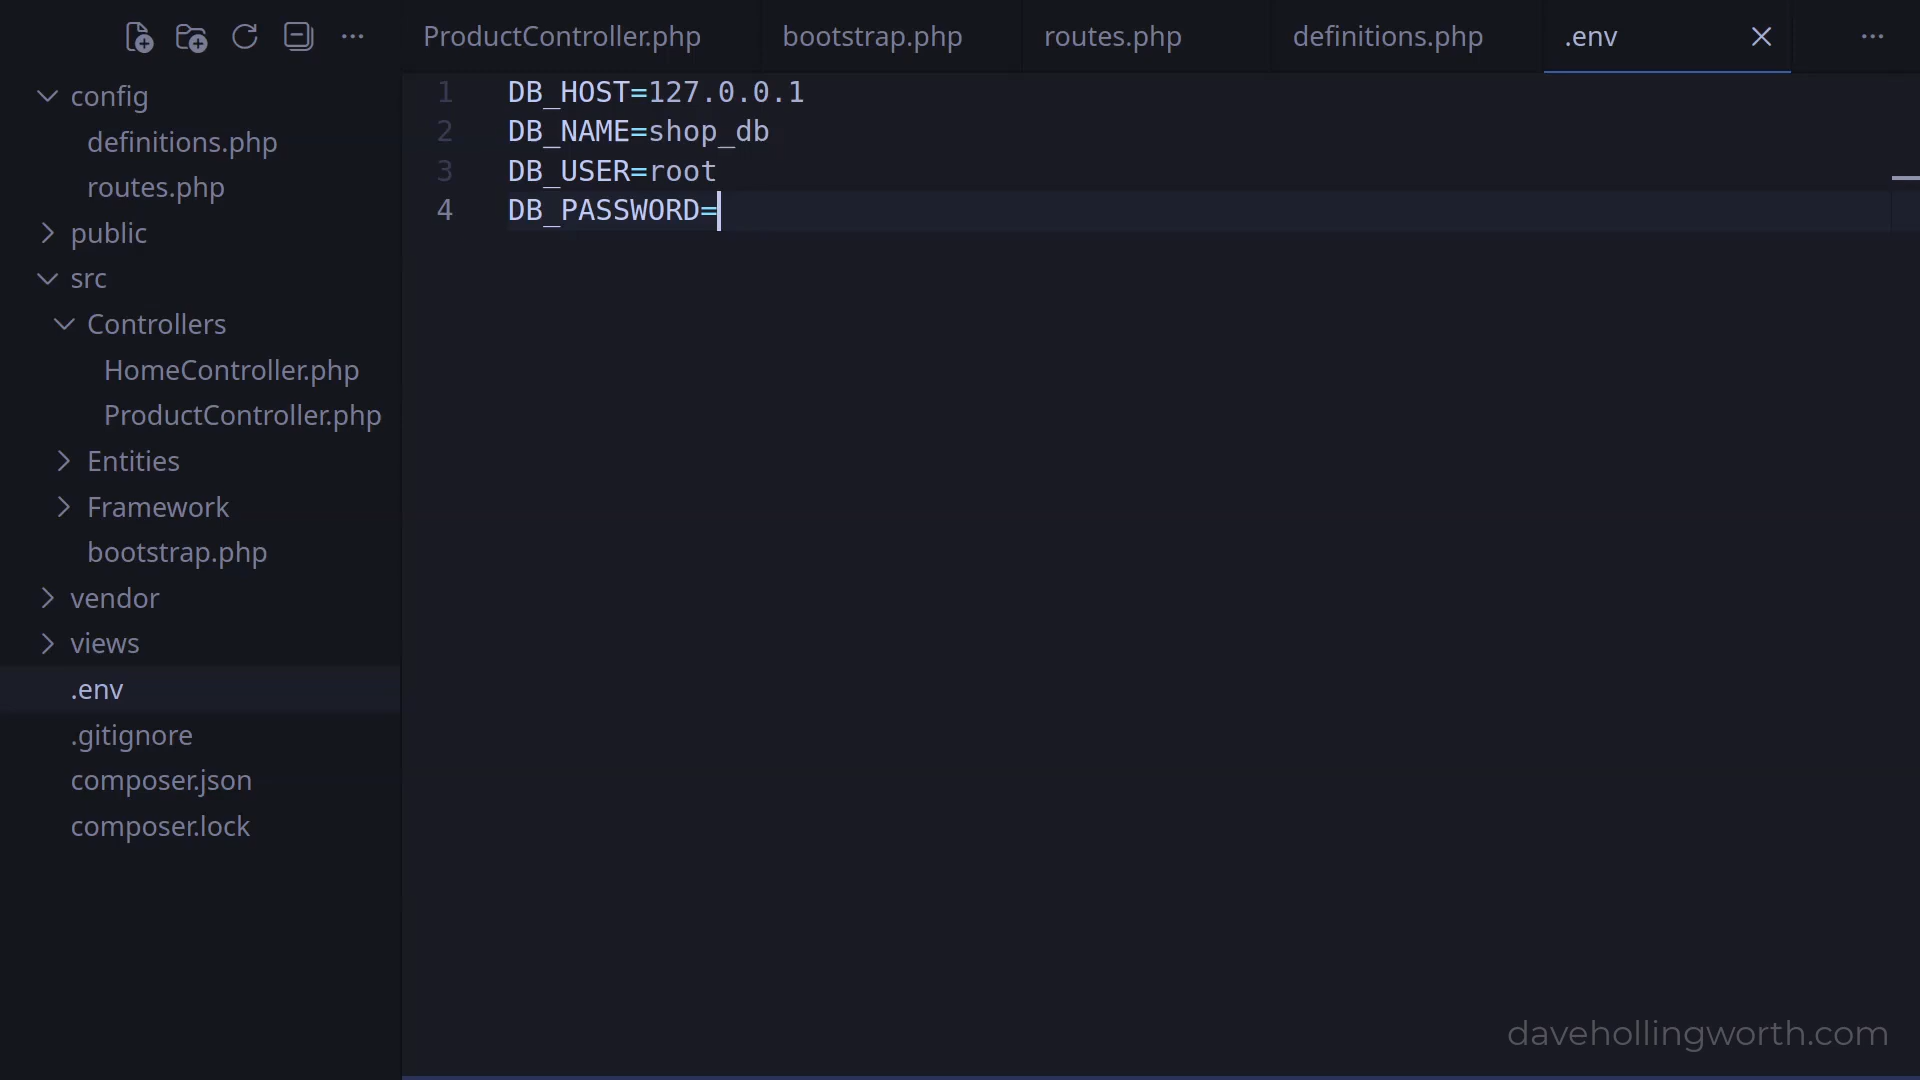 ProductController.php
bootstrap.php
routes.php
definitions.php
.env
config
definitions.php
routes.php
public
src
Controllers
HomeController.php
ProductController.php
Entities
Framework
bootstrap.php
vendor
views
.env
.gitignore
composer.json
composer.lock
1 DB_HOST=127.0.0.1
2 DB_NAME=shop_db
3 DB_USER=root
4 DB_PASSWORD=
davehollingworth.com